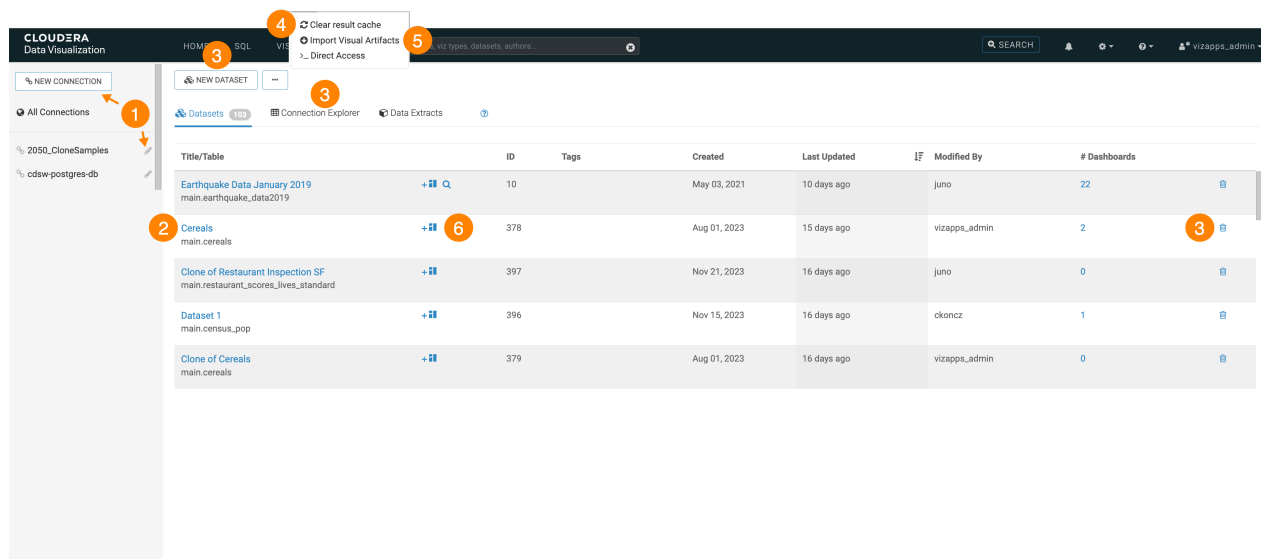 4
Clear result cache
Import Visual Artifacts
5
>_ Direct Access
CLOUDERA
Data Visualization
HOME
3
SQL
viz types, datasets, authors...
SEARCH
vizapps_admin
NEW CONNECTION
NEW DATASET
...
1
All Connections
3
Datasets 103
Connection Explorer
Data Extracts
2050_CloneSamples
cdsw-postgres-db
Title/Table ID Tags Created Last Updated Modified By # Dashboards
Earthquake Data January 2019 10 May 03, 2021 10 days ago juno 22
main.earthquake_data2019
2 Cereals 6 378 Aug 01, 2023 15 days ago vizapps_admin 2 3
main.cereals
Clone of Restaurant Inspection SF 397 Nov 21, 2023 16 days ago juno 0
main.restaurant_scores_lives_standard
Dataset 1 396 Nov 15, 2023 16 days ago ckoncz 1
main.census_pop
Clone of Cereals 379 Aug 01, 2023 16 days ago vizapps_admin 0
main.cereals